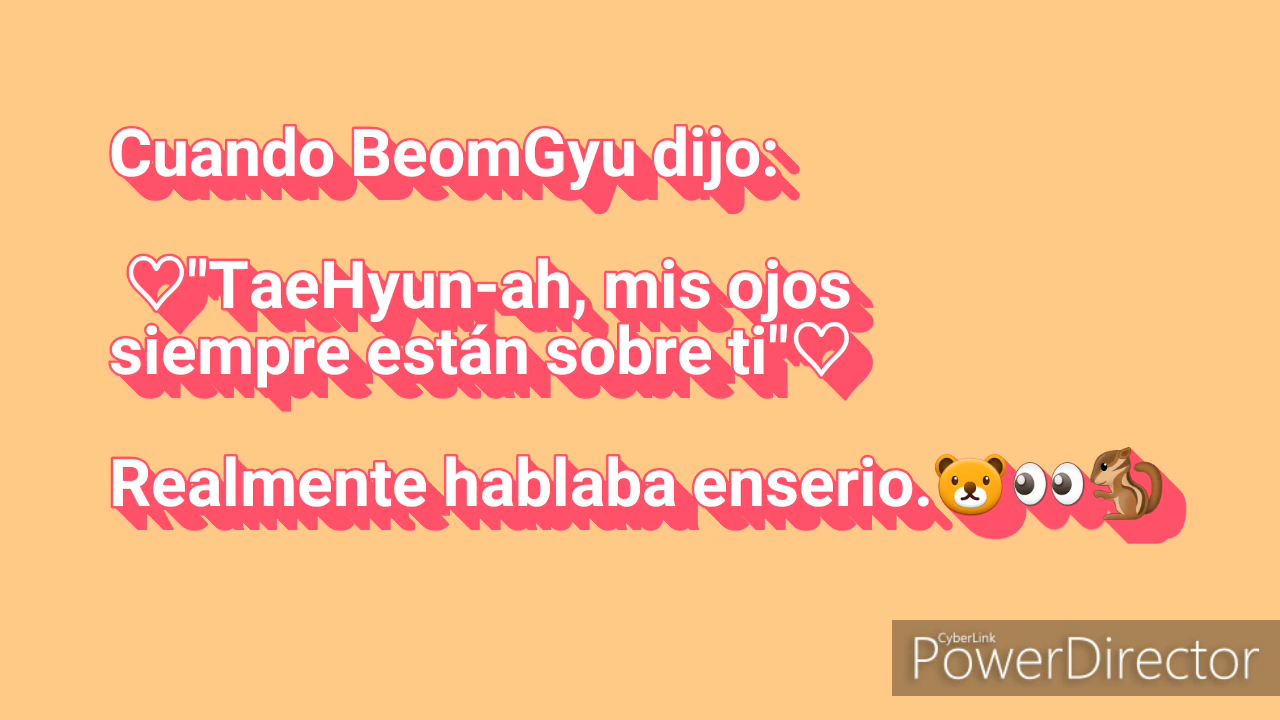 Cuando BeomGyu dijo:
♡"TaeHyun-ah, mis ojos
siempre están sobre ti"♡
Realmente hablaba enserio.🐻👀🐿️
CyberLink
PowerDirector